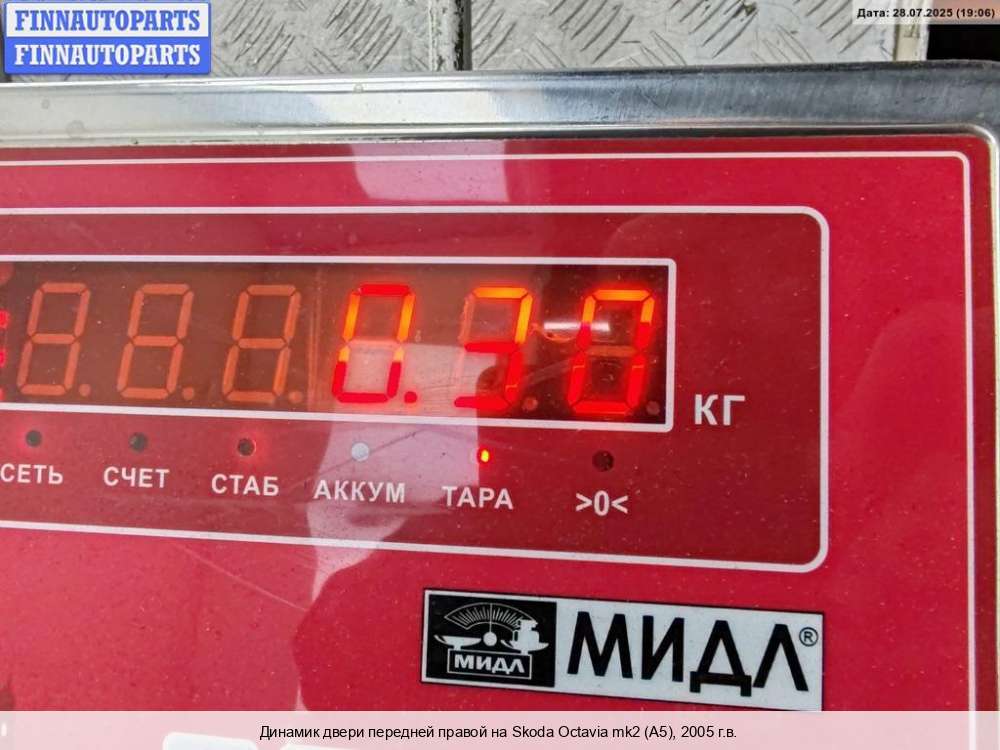 FINNAUTOPARTS
FINNAUTOPARTS
Дата: 28.07.2025 (19:06)
0.30
КГ
СЕТЬ СЧЕТ СТАБ АККУМ ТАРА >0<
МИДЛ
МИДЛ®
Динамик двери передней правой на Skoda Octavia mk2 (A5), 2005 г.в.